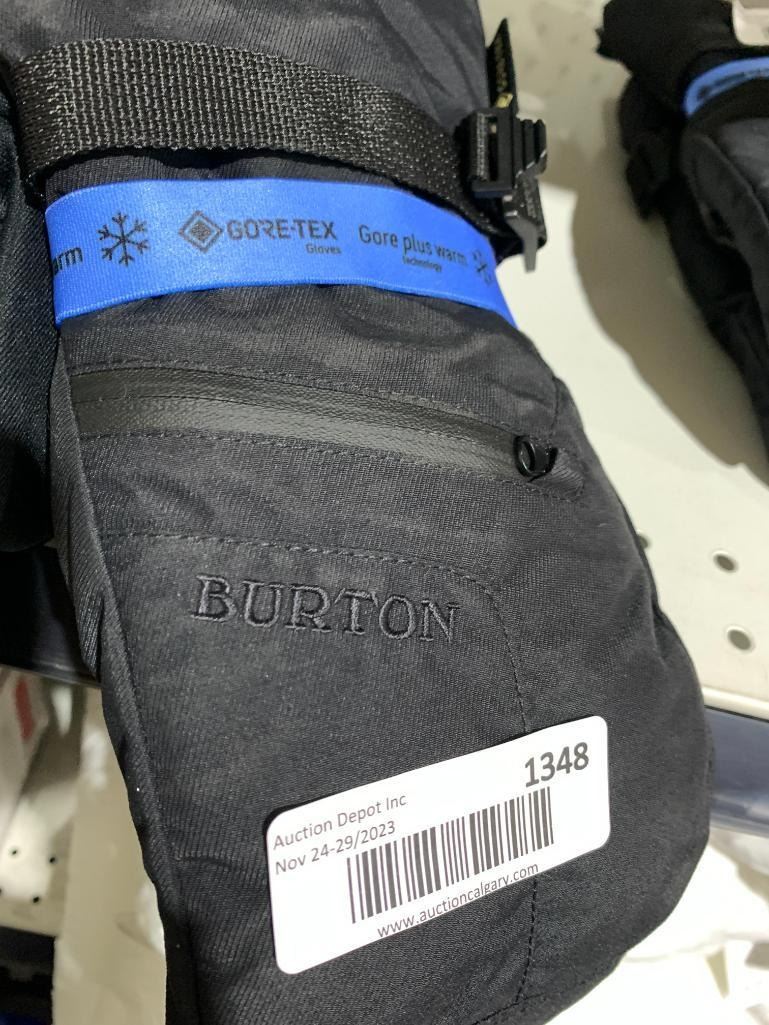 arm GORE-TEX Gore plus warm
Gloves technology
BURTON
1348
Auction Depot Inc
Nov 24-29/2023
www.auctioncalgary.com